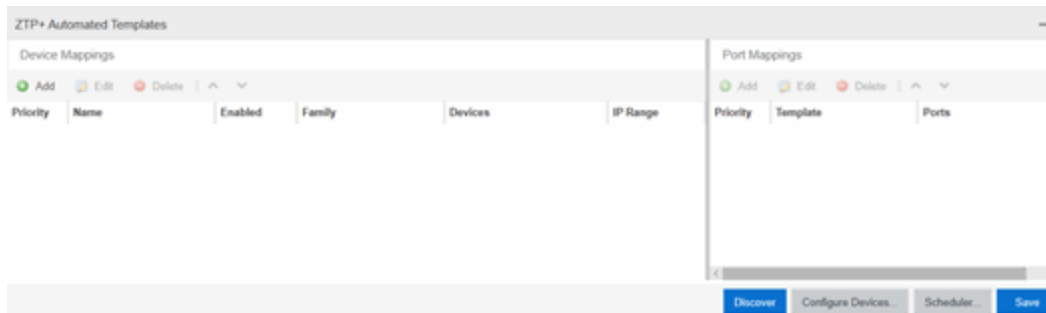 ZTP+ Automated Templates
Device Mappings
Port Mappings
Add Edit Delete
Add Edit Delete
Priority Name Enabled Family Devices IP Range
Priority Template Ports
Discover Configure Devices... Scheduler... Save